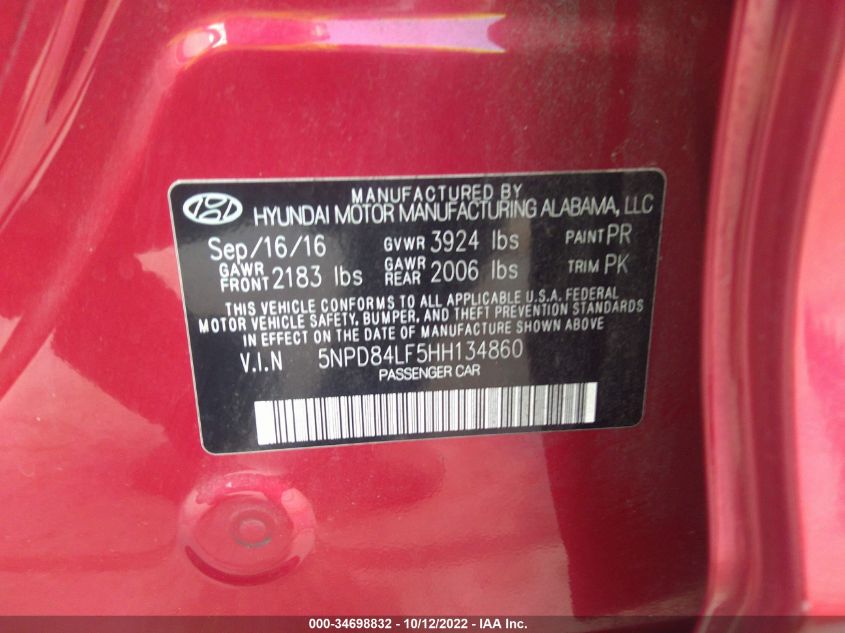 MANUFACTURED BY
HYUNDAI MOTOR MANUFACTURING ALABAMA, LLC
Sep/16/16 GVWR 3924 lbs PAINT PR
GAWR FRONT 2183 lbs GAWR REAR 2006 lbs TRIM PK
THIS VEHICLE CONFORMS TO ALL APPLICABLE U.S.A. FEDERAL
MOTOR VEHICLE SAFETY, BUMPER, AND THEFT PREVENTION STANDARDS
IN EFFECT ON THE DATE OF MANUFACTURE SHOWN ABOVE
V.I.N 5NPD84LF5HH134860
PASSENGER CAR
000-34698832 - 10/12/2022 - IAA Inc.